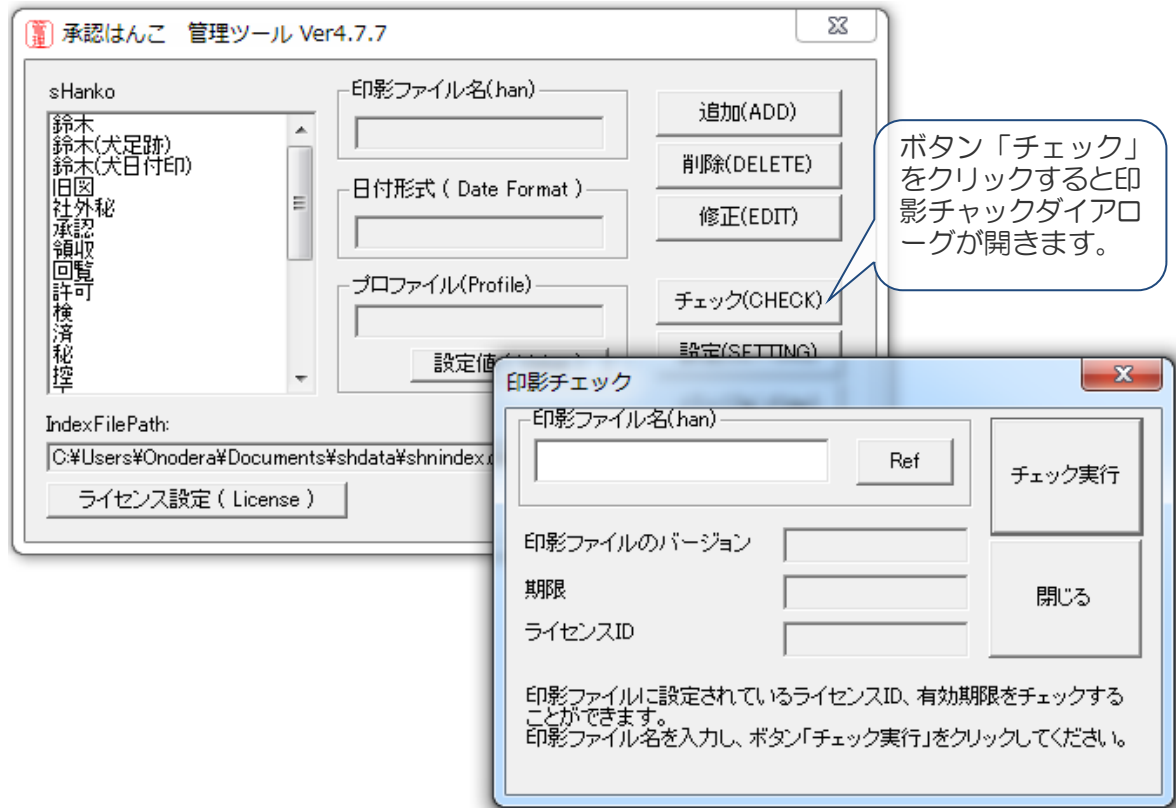 管理
承認はんこ 管理ツール Ver4.7.7
sHanko
鈴木
鈴木(犬足跡)
鈴木(犬日付印)
旧図
社外秘
承認
領収
回覧
許可
検
済
秘
控
印影ファイル名(han)
日付形式 ( Date Format )
プロファイル(Profile)
設定値
追加(ADD)
削除(DELETE)
修正(EDIT)
チェック(CHECK)
設定(SETTING)
ボタン「チェック」
をクリックすると印
影チャックダイアロ
ーグが開きます。
IndexFilePath:
C:¥Users¥Onodera¥Documents¥shdata¥shnindex.
ライセンス設定 ( License )
印影チェック
印影ファイル名(han)
Ref
チェック実行
印影ファイルのバージョン
期限
ライセンスID
閉じる
印影ファイルに設定されているライセンスID、有効期限をチェックする
ことができます。
印影ファイル名を入力し、ボタン「チェック実行」をクリックしてください。